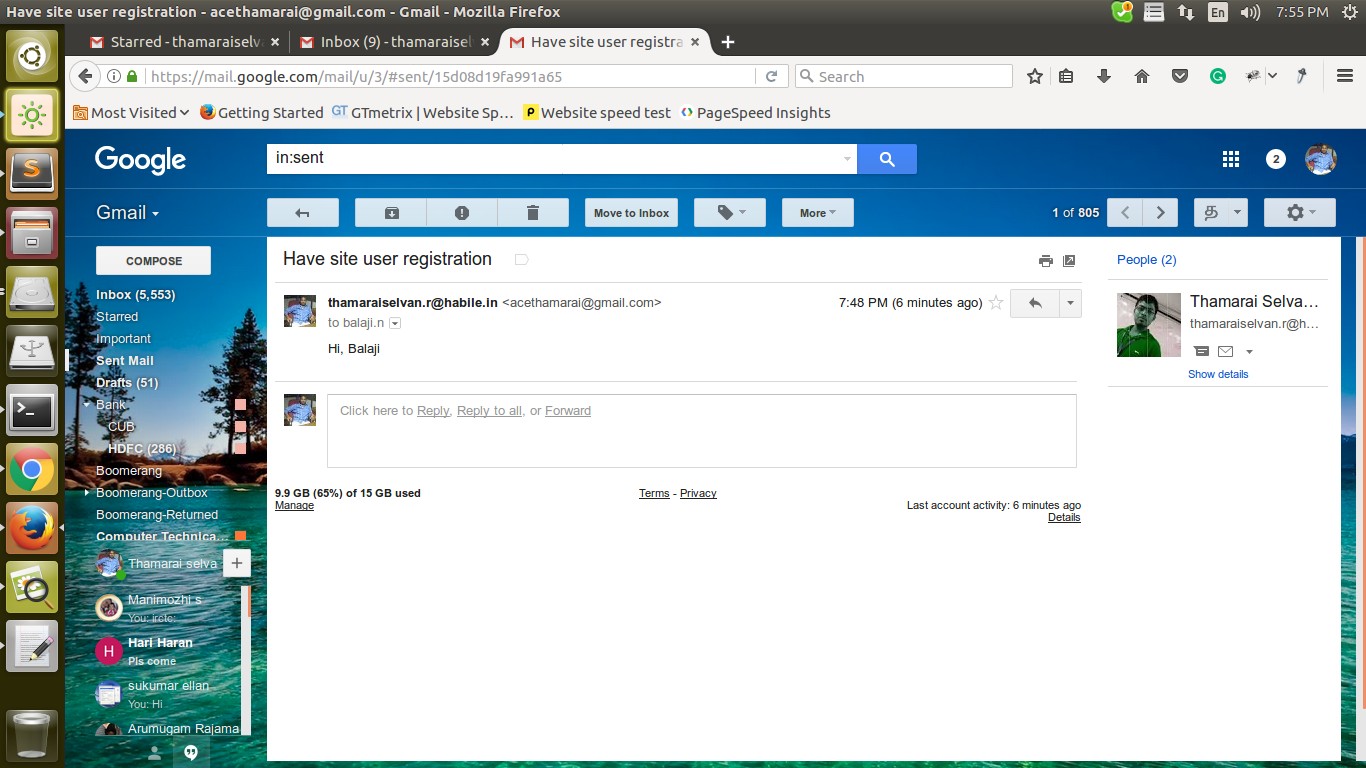 Have site user registration - acethamarai@gmail.com - Gmail - Mozilla Firefox
En
7:55 PM
Starred - thamaraiselv
Inbox (9) - thamaraisel
Have site user registra
https://mail.google.com/mail/u/3/#sent/15d08d19fa991a65
Search
Most Visited
Getting Started
GTmetrix | Website Sp…
Website speed test
PageSpeed Insights
Google
in:sent
2
Gmail
Move to Inbox
More
1 of 805
COMPOSE
Inbox (5,553)
Starred
Important
Sent Mail
Drafts (51)
Bank
CUB
HDFC (286)
Boomerang
Boomerang-Outbox
Boomerang-Returned
Computer Technica...
Thamarai selva
Manimozhi s
You: irctc:
H
Hari Haran
Pls come
sukumar ellan
You: Hi
Arumugam Rajama
Have site user registration
thamaraiselvan.r@habile.in <acethamarai@gmail.com>
7:48 PM (6 minutes ago)
to balaji.n
Hi, Balaji
Click here to Reply, Reply to all, or Forward
9.9 GB (65%) of 15 GB used
Manage
Terms - Privacy
Last account activity: 6 minutes ago
Details
People (2)
Thamarai Selva…
thamaraiselvan.r@h…
Show details